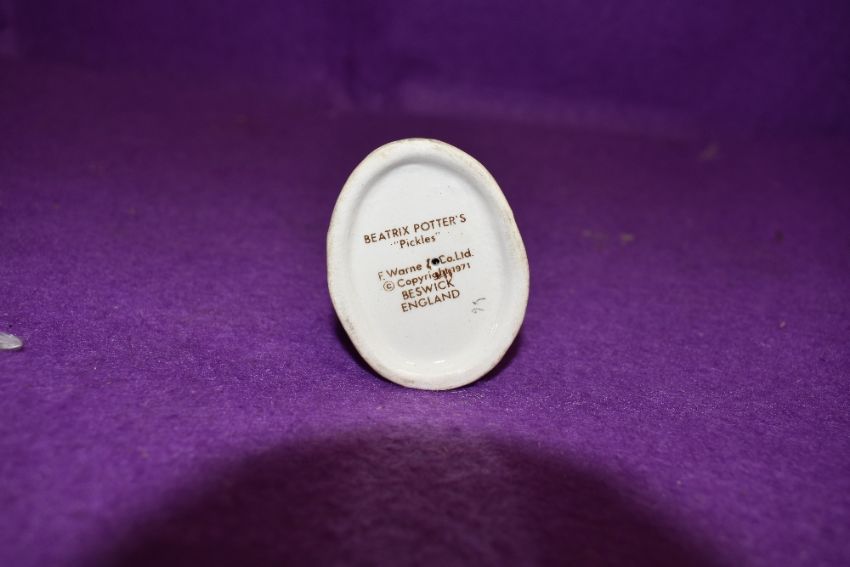 BEATRIX POTTER'S
"Pickles"
F. Warne & Co. Ltd.
© Copyright 1971
BESWICK
ENGLAND